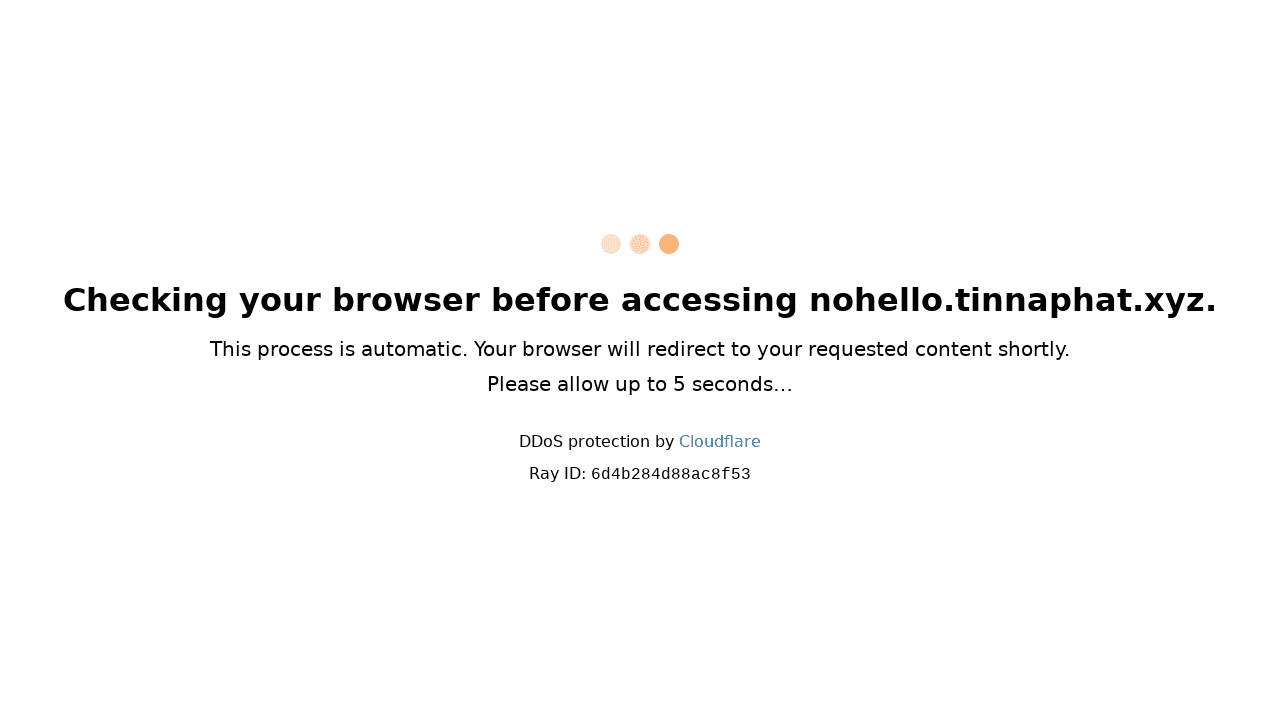 Checking your browser before accessing nohello.tinnaphat.xyz.
This process is automatic. Your browser will redirect to your requested content shortly.
Please allow up to 5 seconds…
DDoS protection by Cloudflare
Ray ID: 6d4b284d88ac8f53